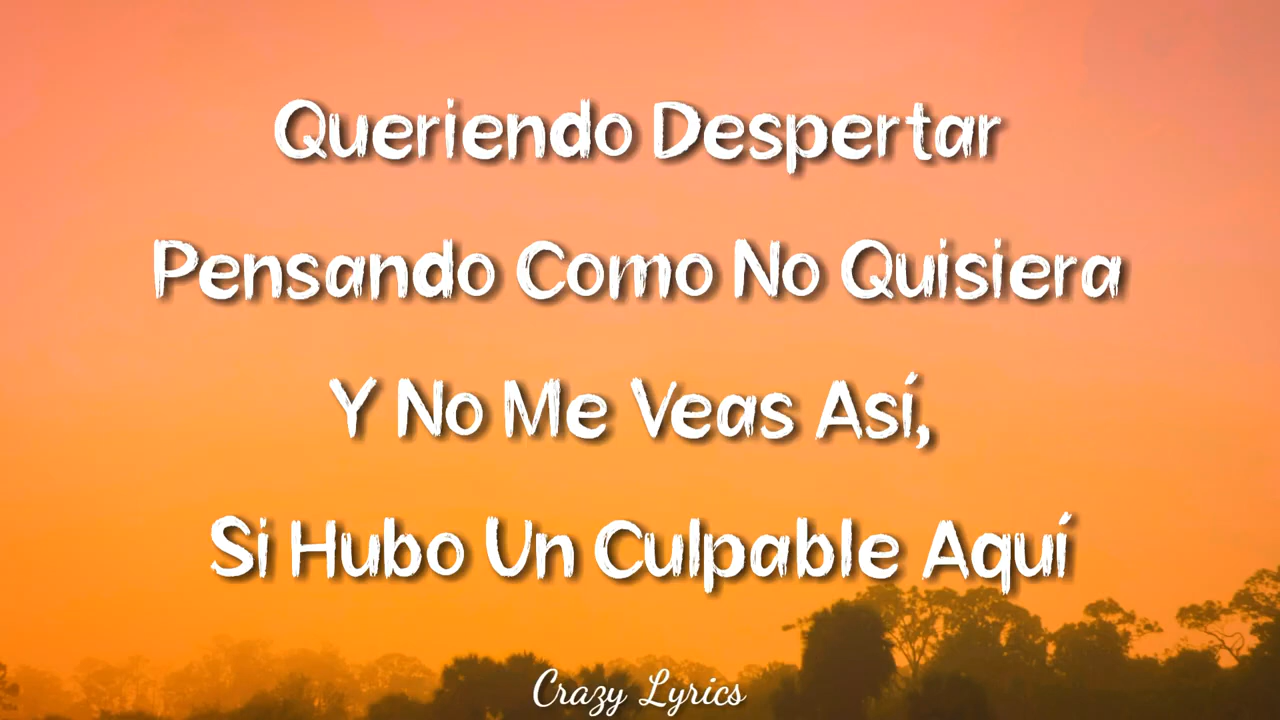 Queriendo Despertar
Pensando Como No Quisiera
Y No Me Veas Así,
Si Hubo Un Culpable Aquí
Crazy Lyrics